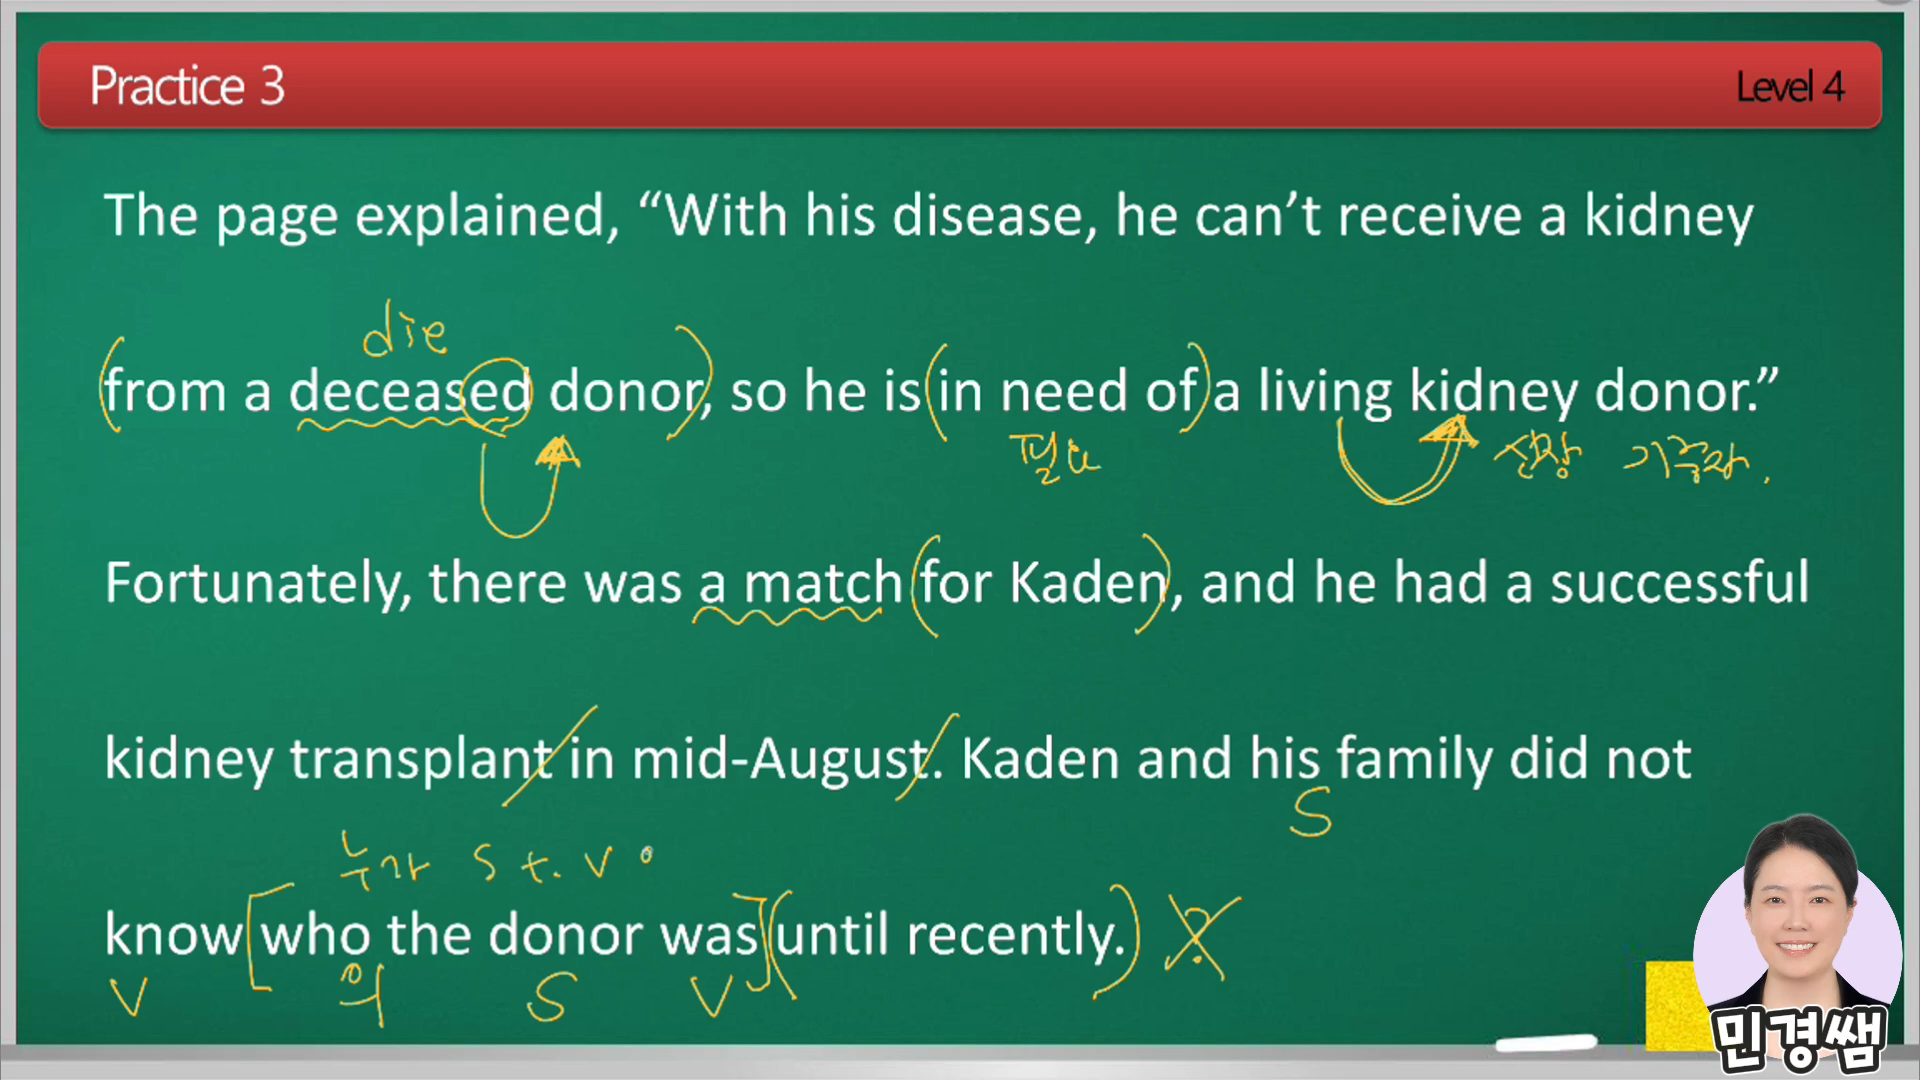 Practice 3
Level 4
The page explained, “With his disease, he can’t receive a kidney
die
from a deceased donor, so he is in need of a living kidney donor.”
필요
신장 기증자.
Fortunately, there was a match for Kaden, and he had a successful
kidney transplant in mid-August. Kaden and his family did not
S
누가 S t. V
know who the donor was until recently.
V 의 S V
민경쌤